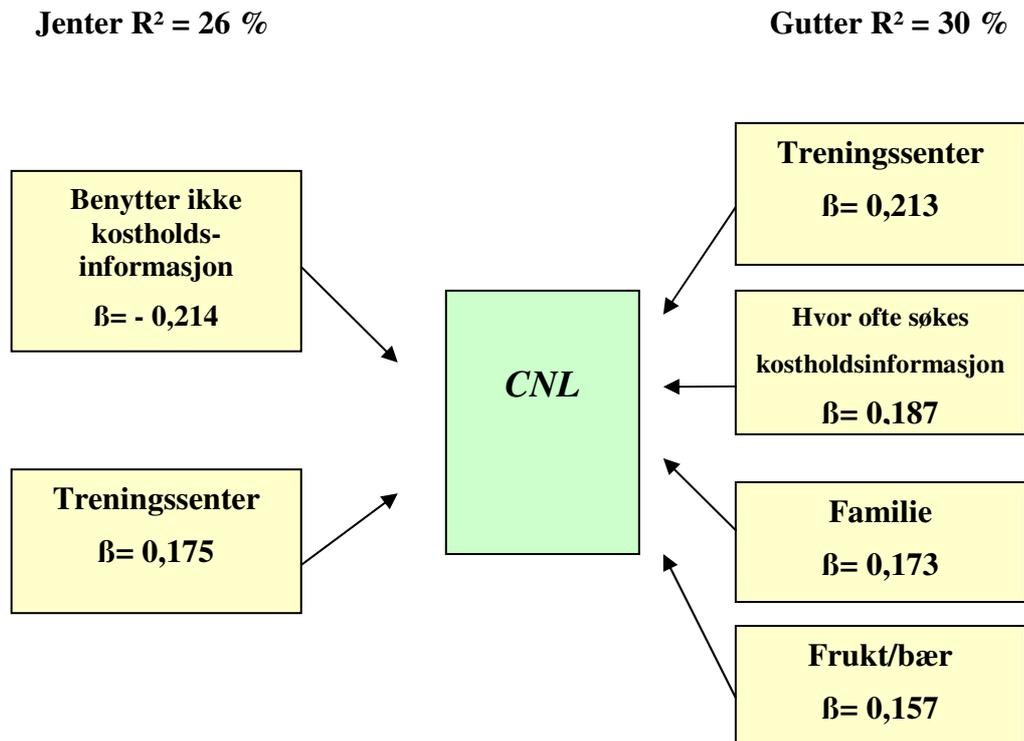 Jenter R² = 26 %
Gutter R² = 30 %
Benytter ikke
kostholds-
informasjon
ß= - 0,214
Treningssenter
ß= 0,175
CNL
Treningssenter
ß= 0,213
Hvor ofte søkes
kostholdsinformasjon
ß= 0,187
Familie
ß= 0,173
Frukt/bær
ß= 0,157